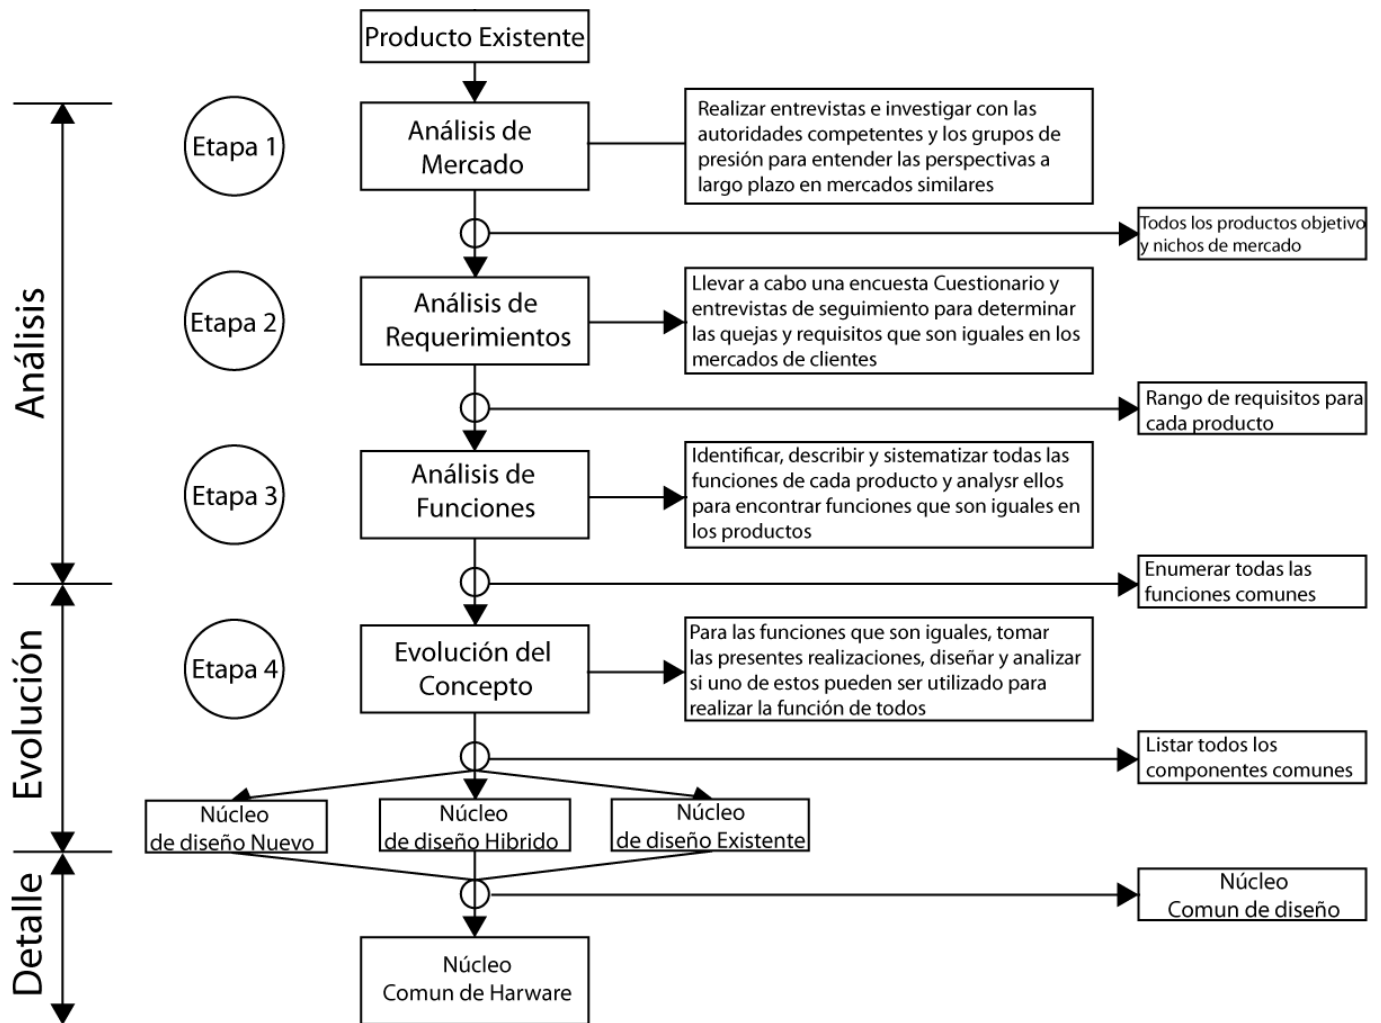 Producto Existente
Análisis
Etapa 1
Análisis de
Mercado
Realizar entrevistas e investigar con las
autoridades competentes y los grupos de
presión para entender las perspectivas a
largo plazo en mercados similares
Todos los productos objetivo
y nichos de mercado
Etapa 2
Análisis de
Requerimientos
Llevar a cabo una encuesta Cuestionario y
entrevistas de seguimiento para determinar
las quejas y requisitos que son iguales en los
mercados de clientes
Rango de requisitos para
cada producto
Etapa 3
Análisis de
Funciones
Identificar, describir y sistematizar todas las
funciones de cada producto y analysr ellos
para encontrar funciones que son iguales en
los productos
Enumerar todas las
funciones comunes
Evolución
Etapa 4
Evolución del
Concepto
Para las funciones que son iguales, tomar
las presentes realizaciones, diseñar y analizar
si uno de estos pueden ser utilizado para
realizar la función de todos
Listar todos los
componentes comunes
Núcleo
de diseño Nuevo
Núcleo
de diseño Hibrido
Núcleo
de diseño Existente
Detalle
Núcleo
Comun de diseño
Núcleo
Comun de Harware